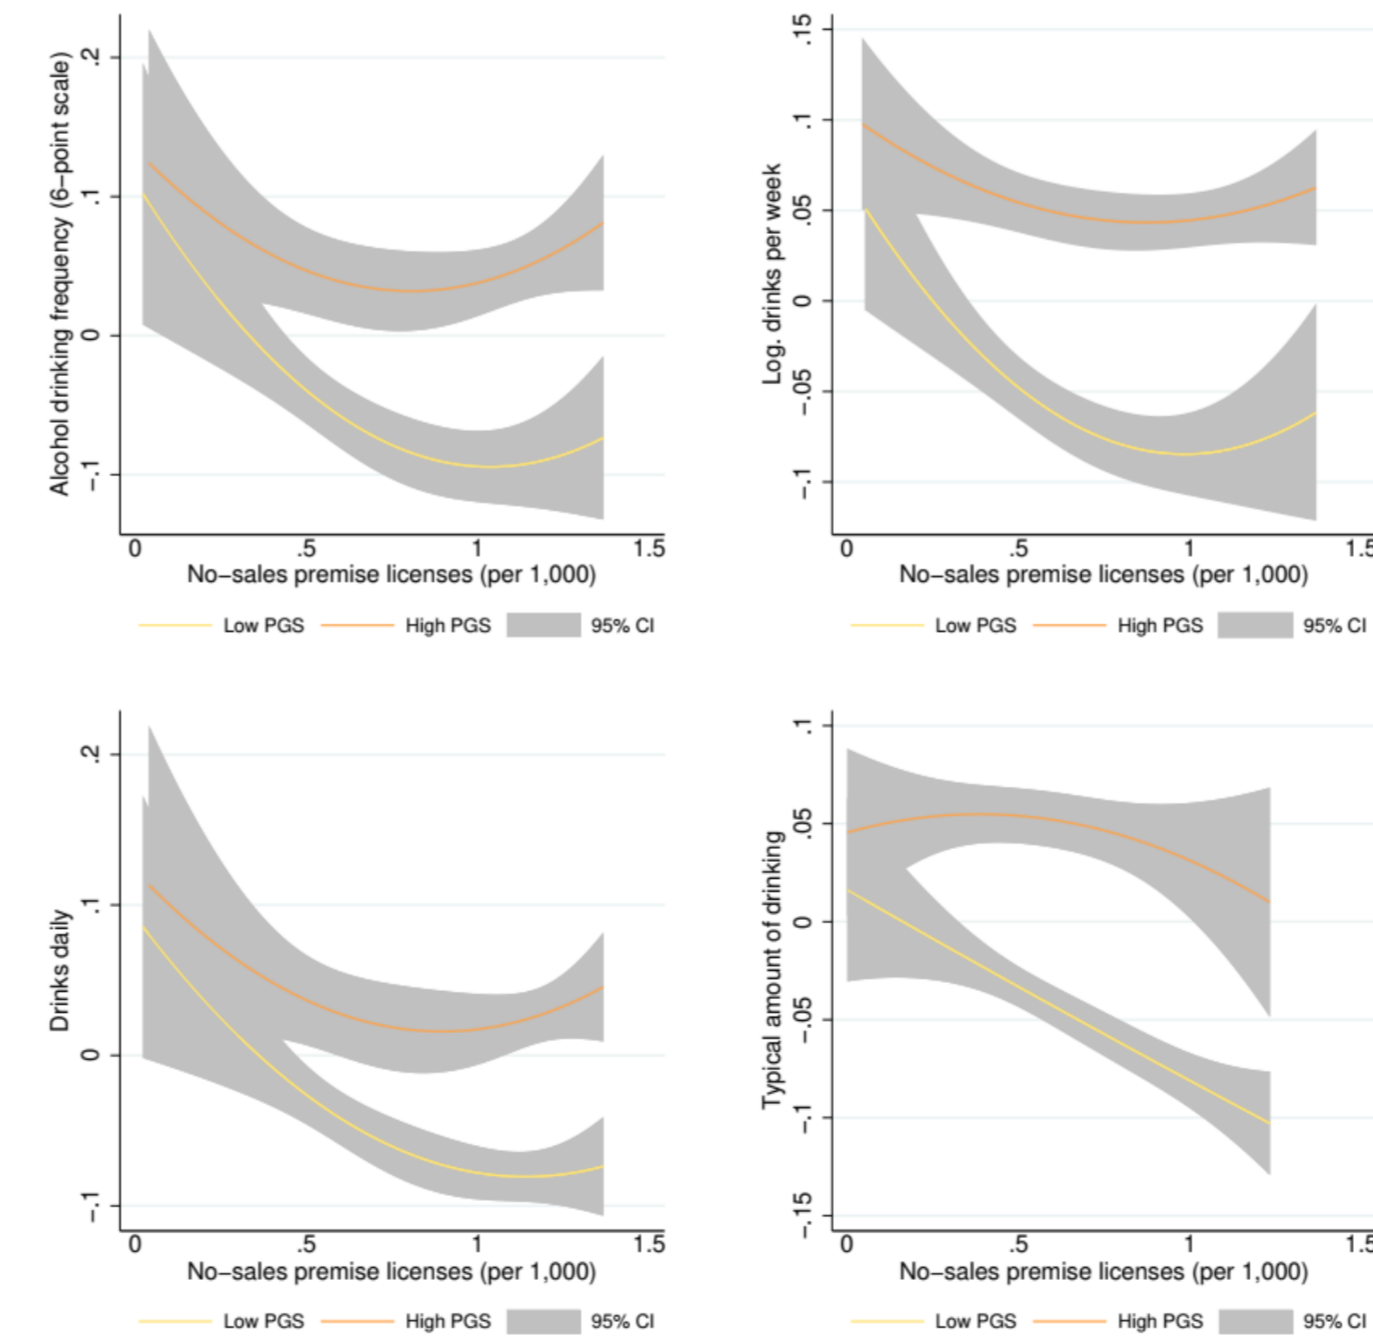 Alcohol drinking frequency (6−point scale)
.2
.1
0
−.1
0 .5 1 1.5
No−sales premise licenses (per 1,000)
Low PGS High PGS 95% CI
Log. drinks per week
.15
.1
.05
0
−.05
−.1
0 .5 1 1.5
No−sales premise licenses (per 1,000)
Low PGS High PGS 95% CI
Drinks daily
.2
.1
0
−.1
0 .5 1 1.5
No−sales premise licenses (per 1,000)
Low PGS High PGS 95% CI
Typical amount of drinking
.1
.05
0
−.05
−.1
−.15
0 .5 1 1.5
No−sales premise licenses (per 1,000)
Low PGS High PGS 95% CI